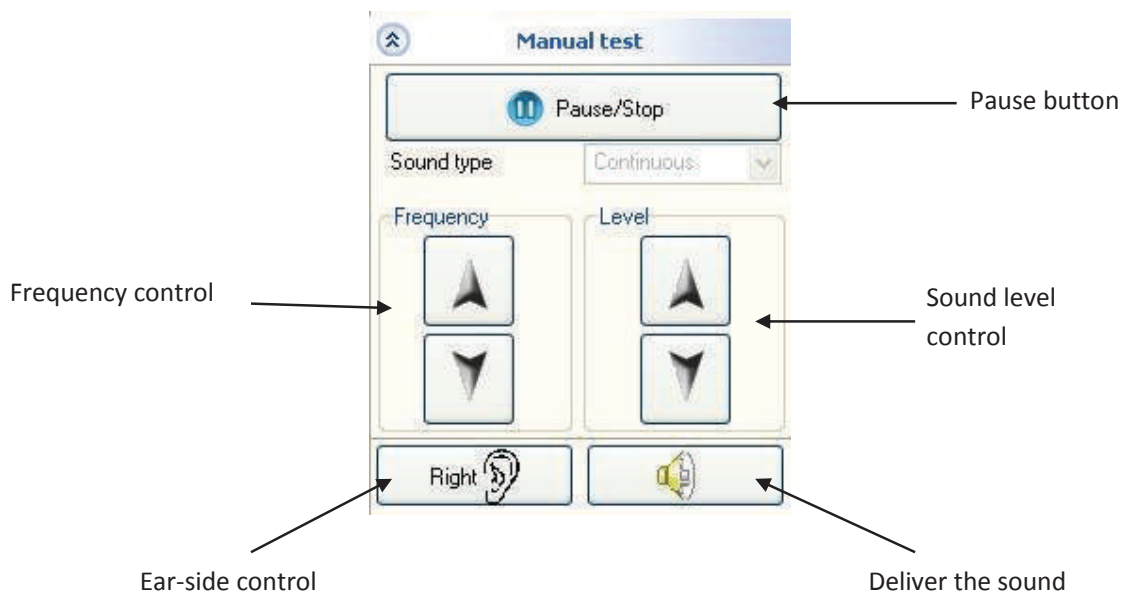 Manual test
Pause/Stop
Pause button
Sound type
Continuous
Frequency
Level
Frequency control
Sound level
control
Right
Ear-side control
Deliver the sound